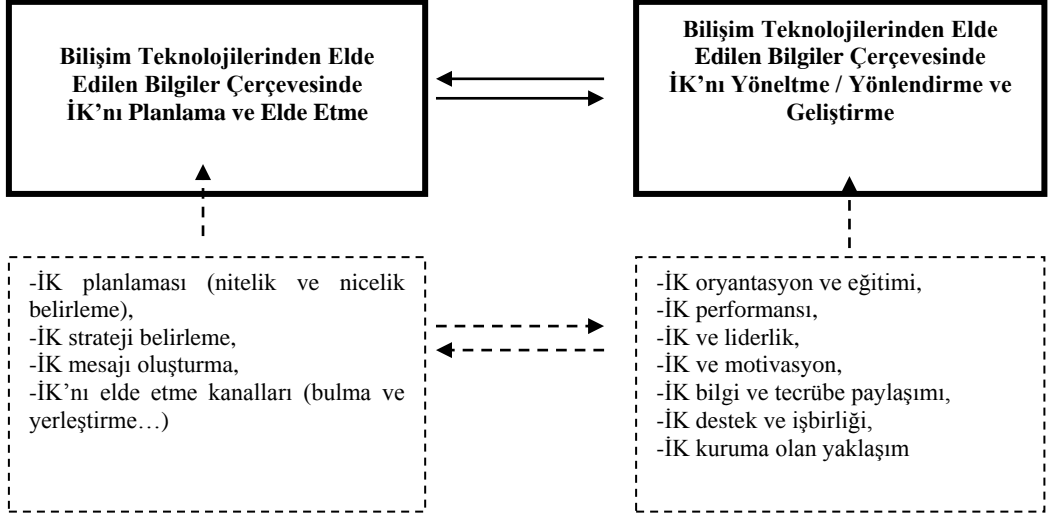 Bilişim Teknolojilerinden Elde
Edilen Bilgiler Çerçevesinde
İK’nı Planlama ve Elde Etme
Bilişim Teknolojilerinden Elde
Edilen Bilgiler Çerçevesinde
İK’nı Yöneltme / Yönlendirme ve
Geliştirme
-İK planlaması (nitelik ve nicelik
belirleme),
-İK strateji belirleme,
-İK mesajı oluşturma,
-İK’nı elde etme kanalları (bulma ve
yerleştirme…)
-İK oryantasyon ve eğitimi,
-İK performansı,
-İK ve liderlik,
-İK ve motivasyon,
-İK bilgi ve tecrübe paylaşımı,
-İK destek ve işbirliği,
-İK kuruma olan yaklaşım